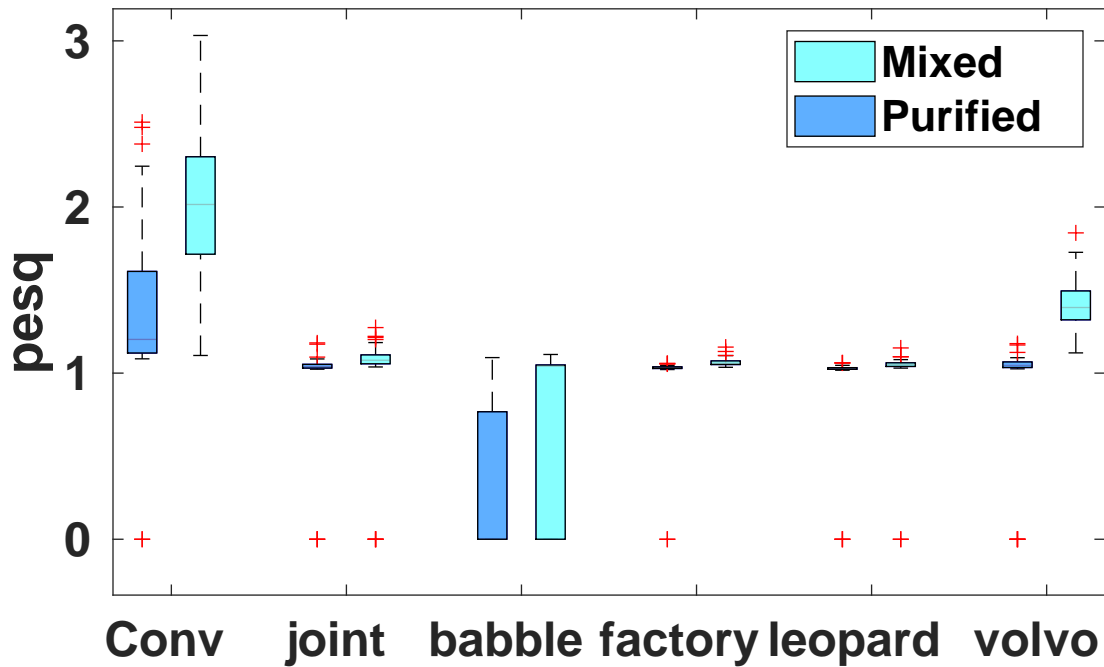 Mixed
Purified
pesq
3
2
1
0
Conv joint babble factory leopard volvo